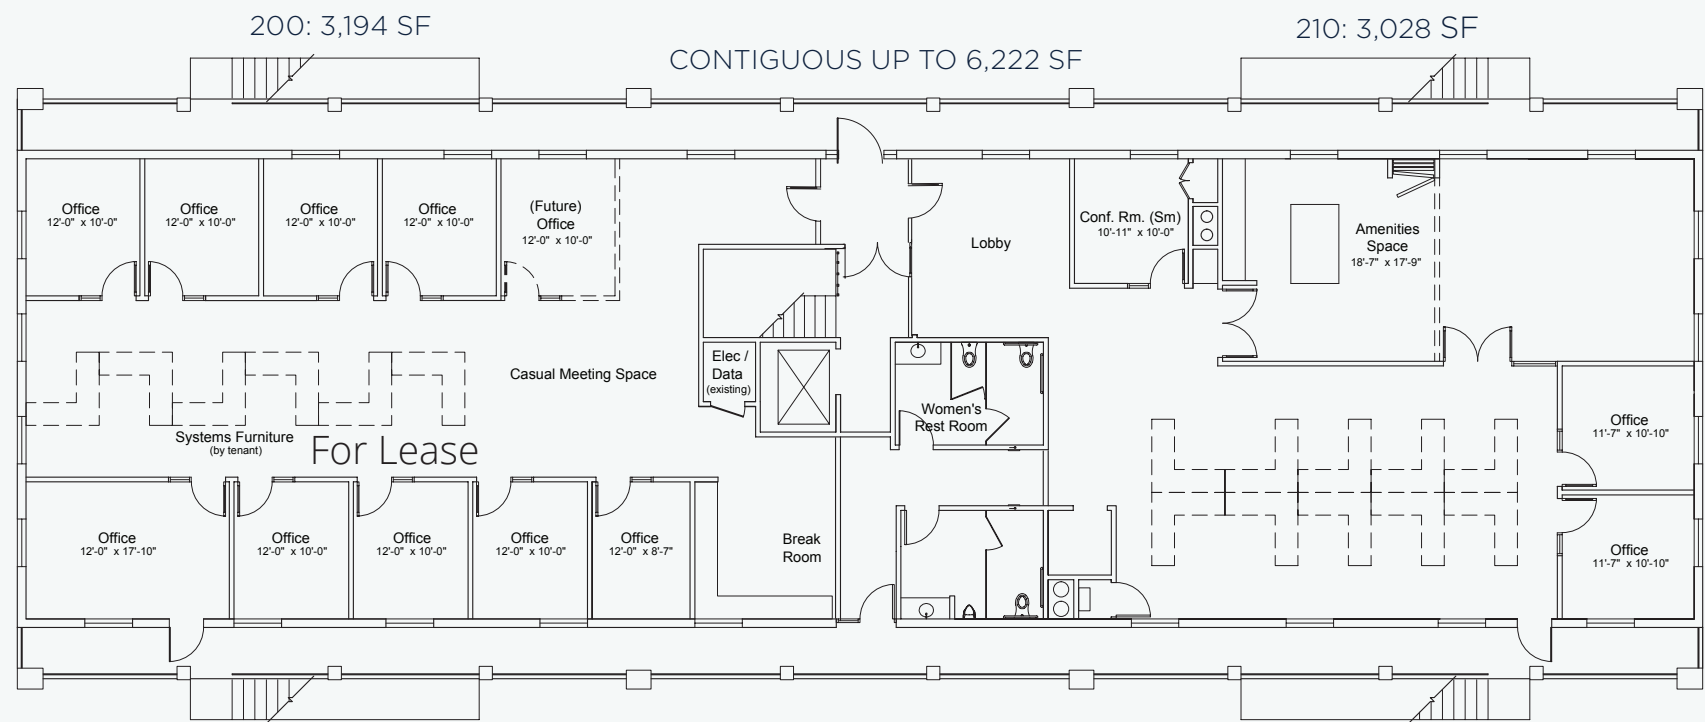 200: 3,194 SF
210: 3,028 SF
CONTIGUOUS UP TO 6,222 SF
Office
12'-0" x 10'-0"
Office
12'-0" x 10'-0"
Office
12'-0" x 10'-0"
Office
12'-0" x 10'-0"
(Future)
Office
12'-0" x 10'-0"
Lobby
Conf. Rm. (Sm)
10'-11" x 10'-0"
Amenities
Space
18'-7" x 17'-9"
Casual Meeting Space
Elec /
Data
(existing)
Systems Furniture
(by tenant)
For Lease
Women's
Rest Room
Office
11'-7" x 10'-10"
Office
12'-0" x 17'-10"
Office
12'-0" x 10'-0"
Office
12'-0" x 10'-0"
Office
12'-0" x 10'-0"
Office
12'-0" x 8'-7"
Break
Room
Office
11'-7" x 10'-10"